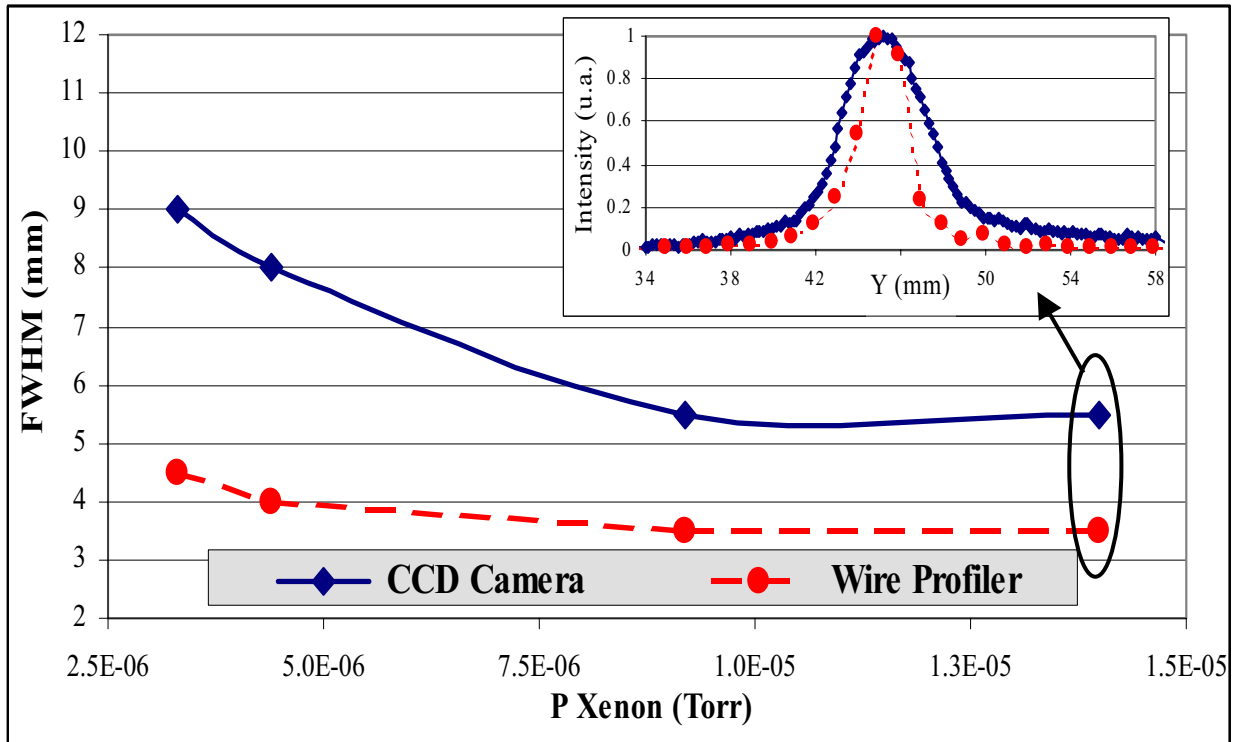 12
11
10
9
8
7
6
5
4
3
2
FWHM (mm)
2.5E-06 5.0E-06 7.5E-06 1.0E-05 1.3E-05 1.5E-05
P Xenon (Torr)
CCD Camera Wire Profiler
1
0.8
0.6
0.4
0.2
0
Intensity (u.a.)
34 38 42 50 54 58
Y (mm)